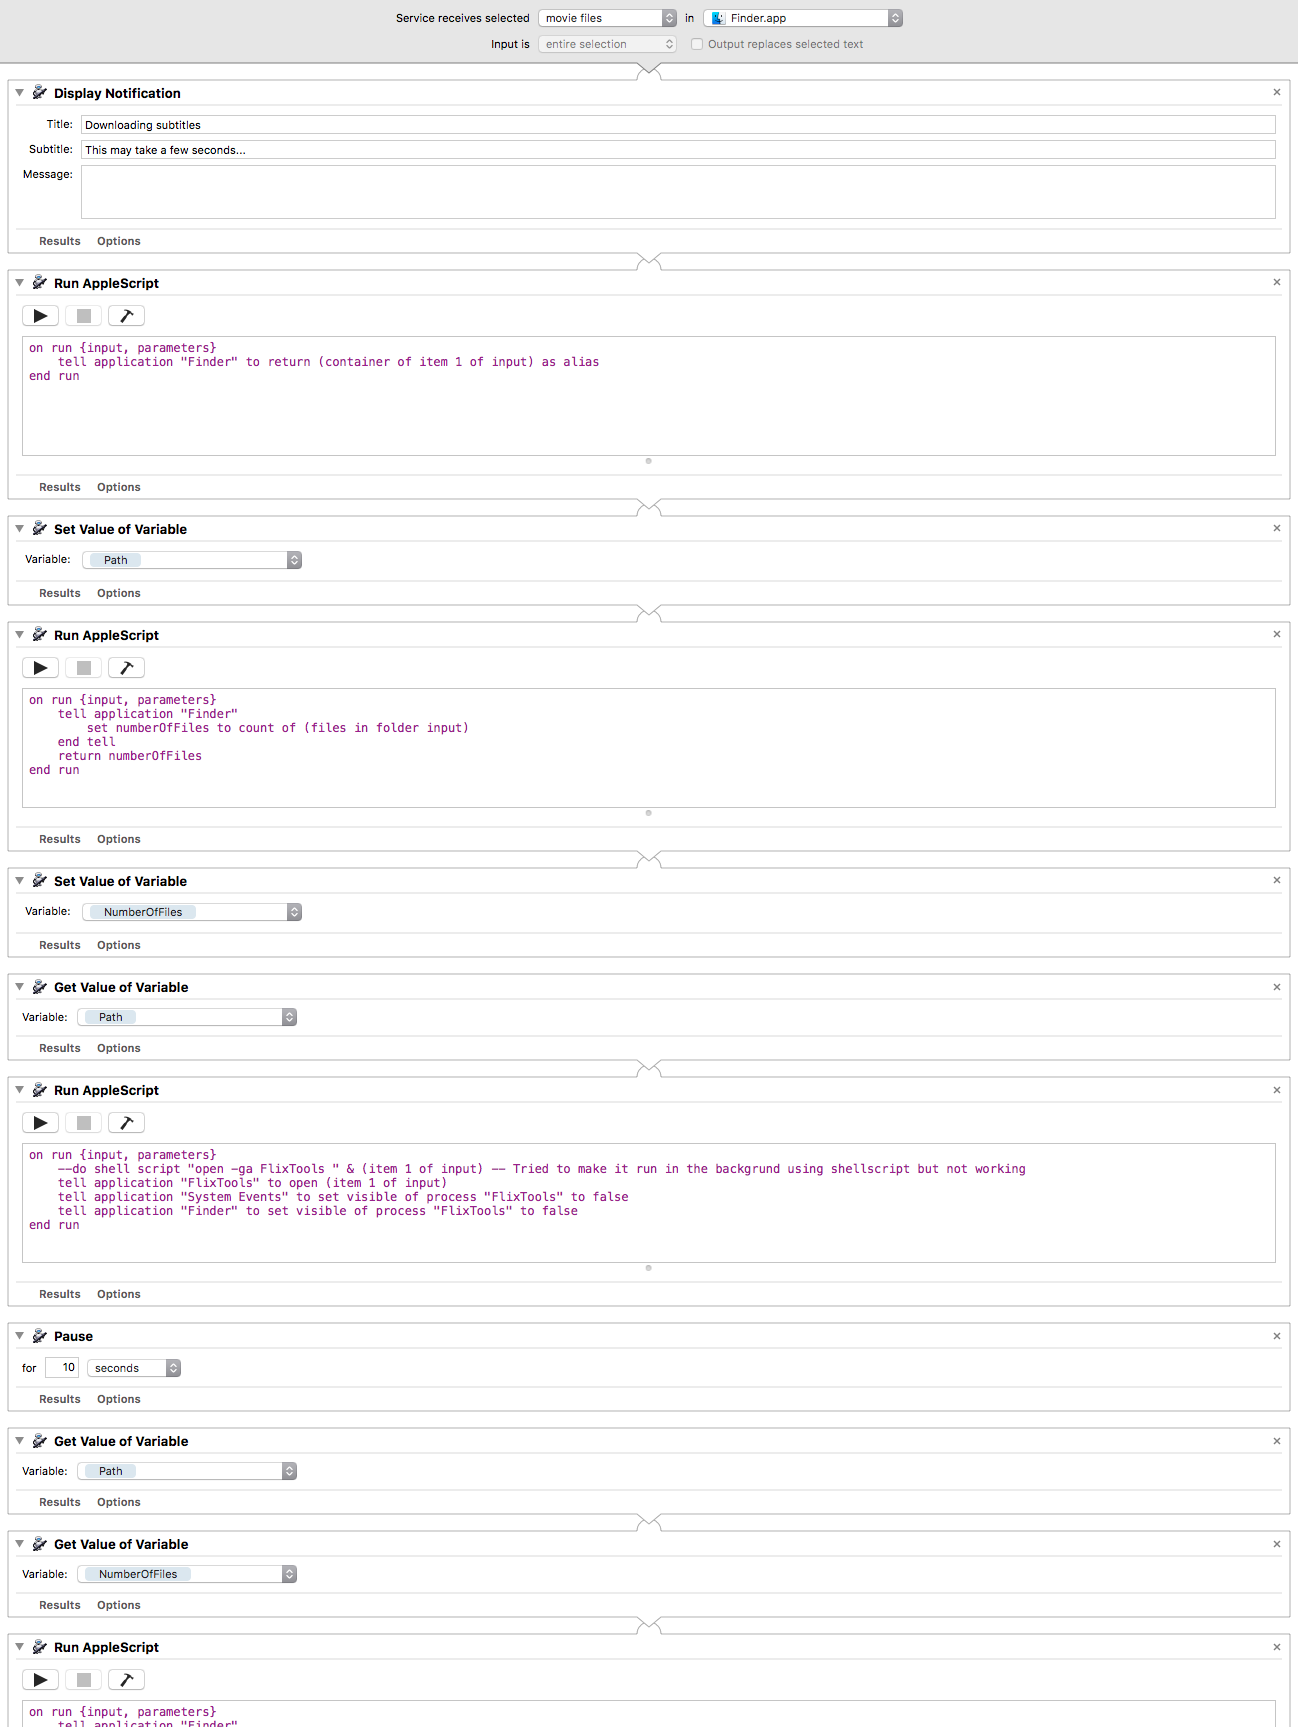 Service receives selected movie files in Finder.app
Input is entire selection Output replaces selected text
Display Notification
Title: Downloading subtitles
Subtitle: This may take a few seconds...
Message:
Results Options
Run AppleScript
on run {input, parameters}
tell application "Finder" to return (container of item 1 of input) as alias
end run
Results Options
Set Value of Variable
Variable: Path
Results Options
Run AppleScript
on run {input, parameters}
tell application "Finder"
set numberOfFiles to count of (files in folder input)
end tell
return numberOfFiles
end run
Results Options
Set Value of Variable
Variable: NumberOfFiles
Results Options
Get Value of Variable
Variable: Path
Results Options
Run AppleScript
on run {input, parameters}
--do shell script "open -ga FlixTools " & (item 1 of input) -- Tried to make it run in the backgrund using shellscript but not working
tell application "FlixTools" to open (item 1 of input)
tell application "System Events" to set visible of process "FlixTools" to false
tell application "Finder" to set visible of process "FlixTools" to false
end run
Results Options
Pause
for 10 seconds
Results Options
Get Value of Variable
Variable: Path
Results Options
Get Value of Variable
Variable: NumberOfFiles
Results Options
Run AppleScript
on run {input, parameters}
tell application "Finder"